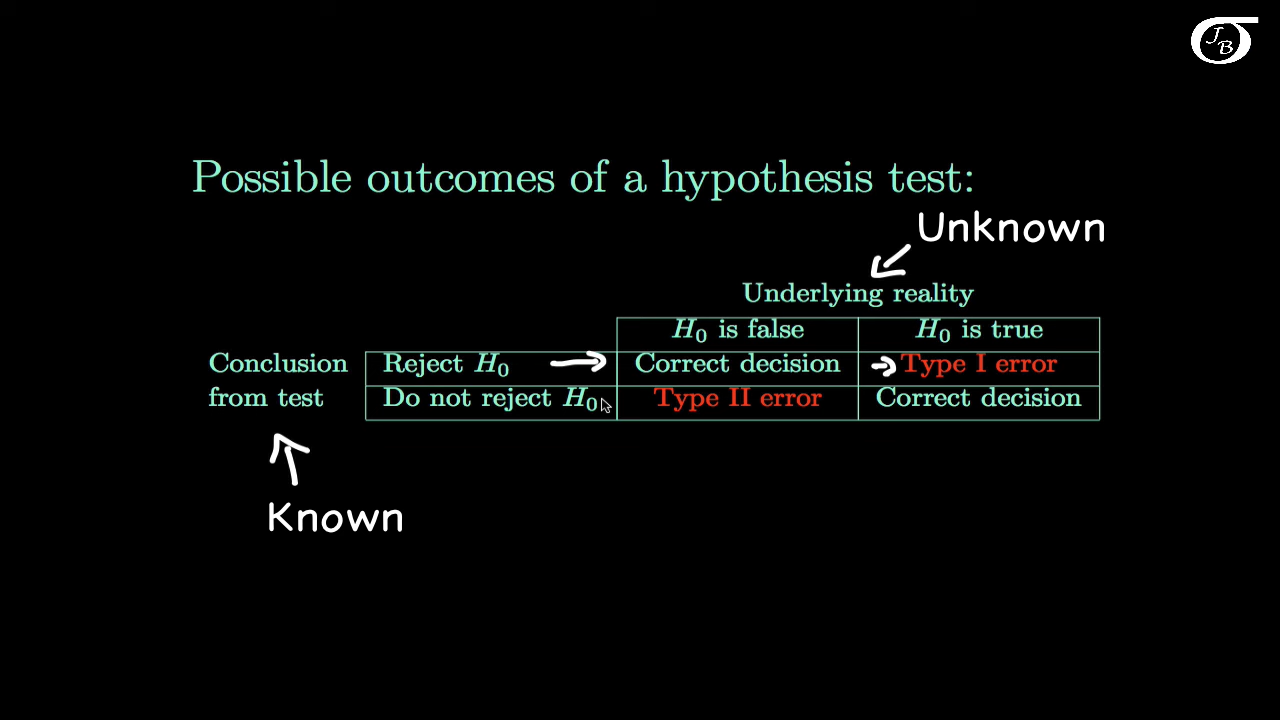 JB
Possible outcomes of a hypothesis test:
Unknown
Underlying reality
H₀ is false H₀ is true
Conclusion Reject H₀ Correct decision Type I error
from test Do not reject H₀ Type II error Correct decision
Known